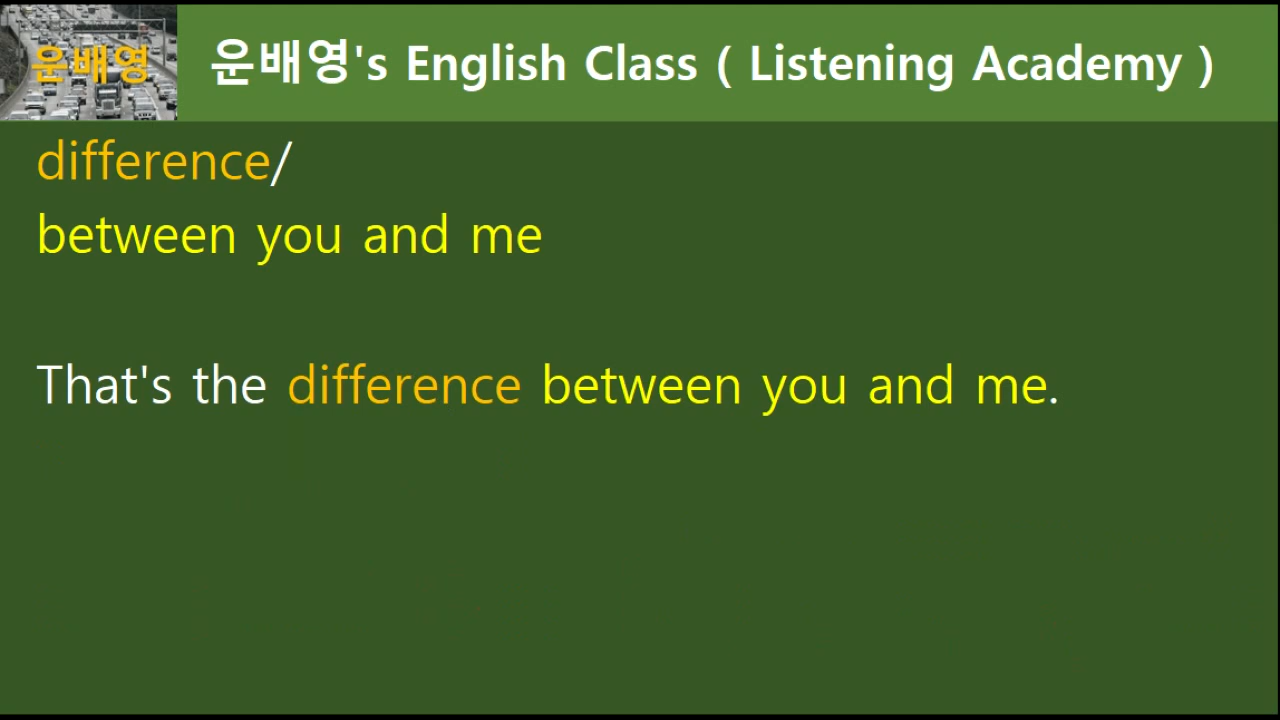 운배영
운배영's English Class ( Listening Academy )
difference/
between you and me
That's the difference between you and me.